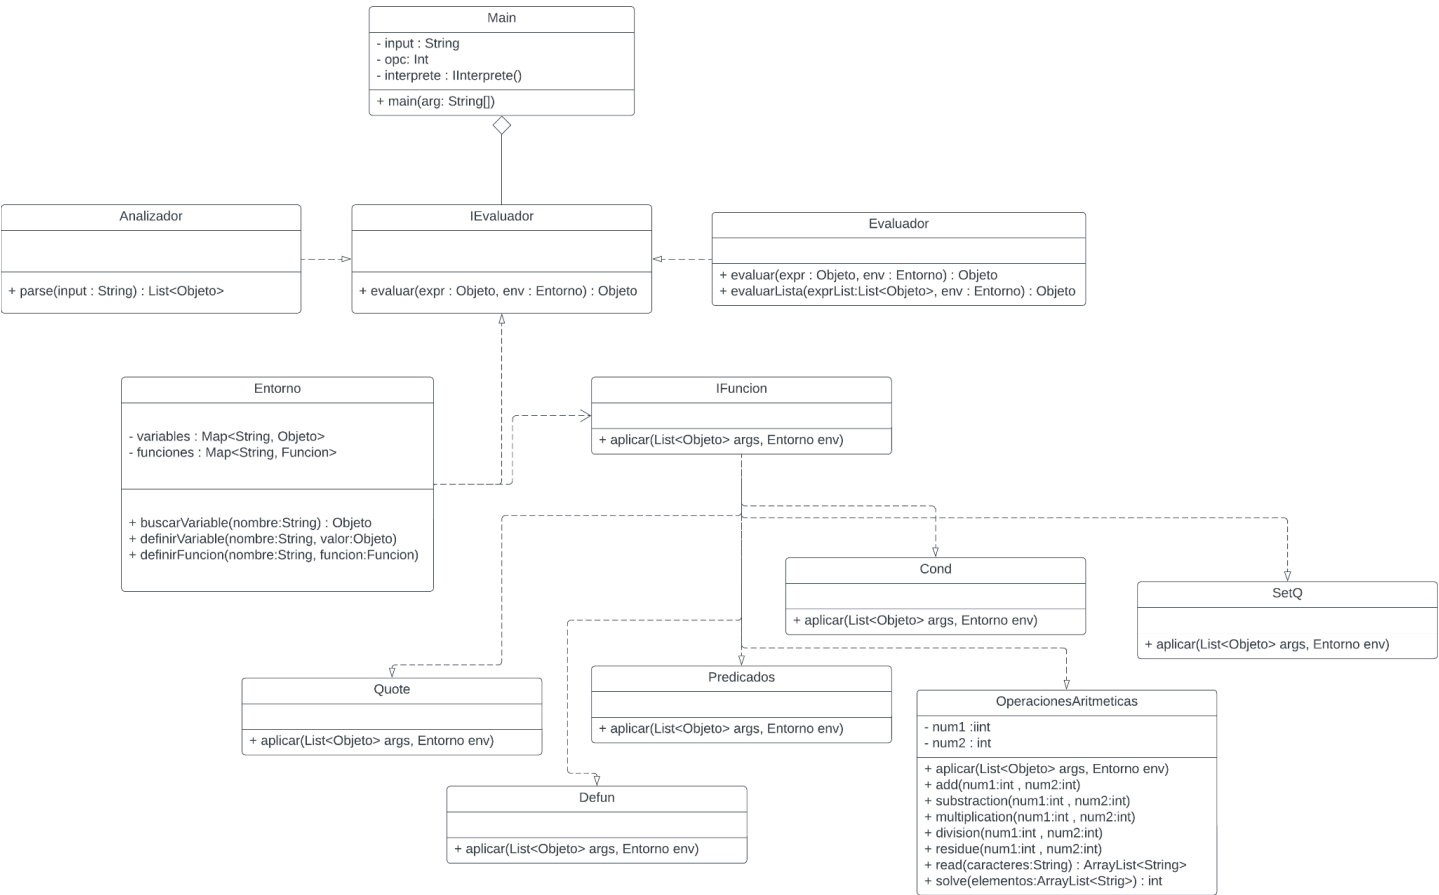 Main
- input : String
- opc: Int
- interprete : IInterprete()
+ main(arg: String[])
Analizador
+ parse(input : String) : List<Objeto>
IEvaluador
+ evaluar(expr : Objeto, env : Entorno) : Objeto
Evaluador
+ evaluar(expr : Objeto, env : Entorno) : Objeto
+ evaluarLista(exprList:List<Objeto>, env : Entorno) : Objeto
Entorno
- variables : Map<String, Objeto>
- funciones : Map<String, Funcion>
+ buscarVariable(nombre:String) : Objeto
+ definirVariable(nombre:String, valor:Objeto)
+ definirFuncion(nombre:String, funcion:Funcion)
IFuncion
+ aplicar(List<Objeto> args, Entorno env)
Cond
+ aplicar(List<Objeto> args, Entorno env)
SetQ
+ aplicar(List<Objeto> args, Entorno env)
Quote
+ aplicar(List<Objeto> args, Entorno env)
Predicados
+ aplicar(List<Objeto> args, Entorno env)
OperacionesAritmeticas
- num1 :iint
- num2 : int
+ aplicar(List<Objeto> args, Entorno env)
+ add(num1:int , num2:int)
+ substraction(num1:int , num2:int)
+ multiplication(num1:int , num2:int)
+ division(num1:int , num2:int)
+ residue(num1:int , num2:int)
+ read(caracteres:String) : ArrayList<String>
+ solve(elementos:ArrayList<Strig>) : int
Defun
+ aplicar(List<Objeto> args, Entorno env)